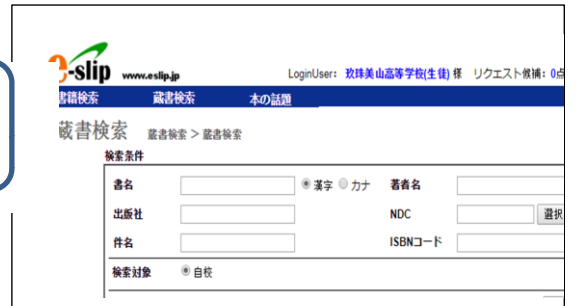 e-slip www.eslip.jp LoginUser: 玖珠美山高等学校(生徒) 様 リクエスト候補: 0点
書籍検索 蔵書検索 本の話題
蔵書検索 蔵書検索 > 蔵書検索
検索条件
書名 漢字 カナ 著者名
出版社 NDC 選択
件名 ISBNコード
検索対象 自校